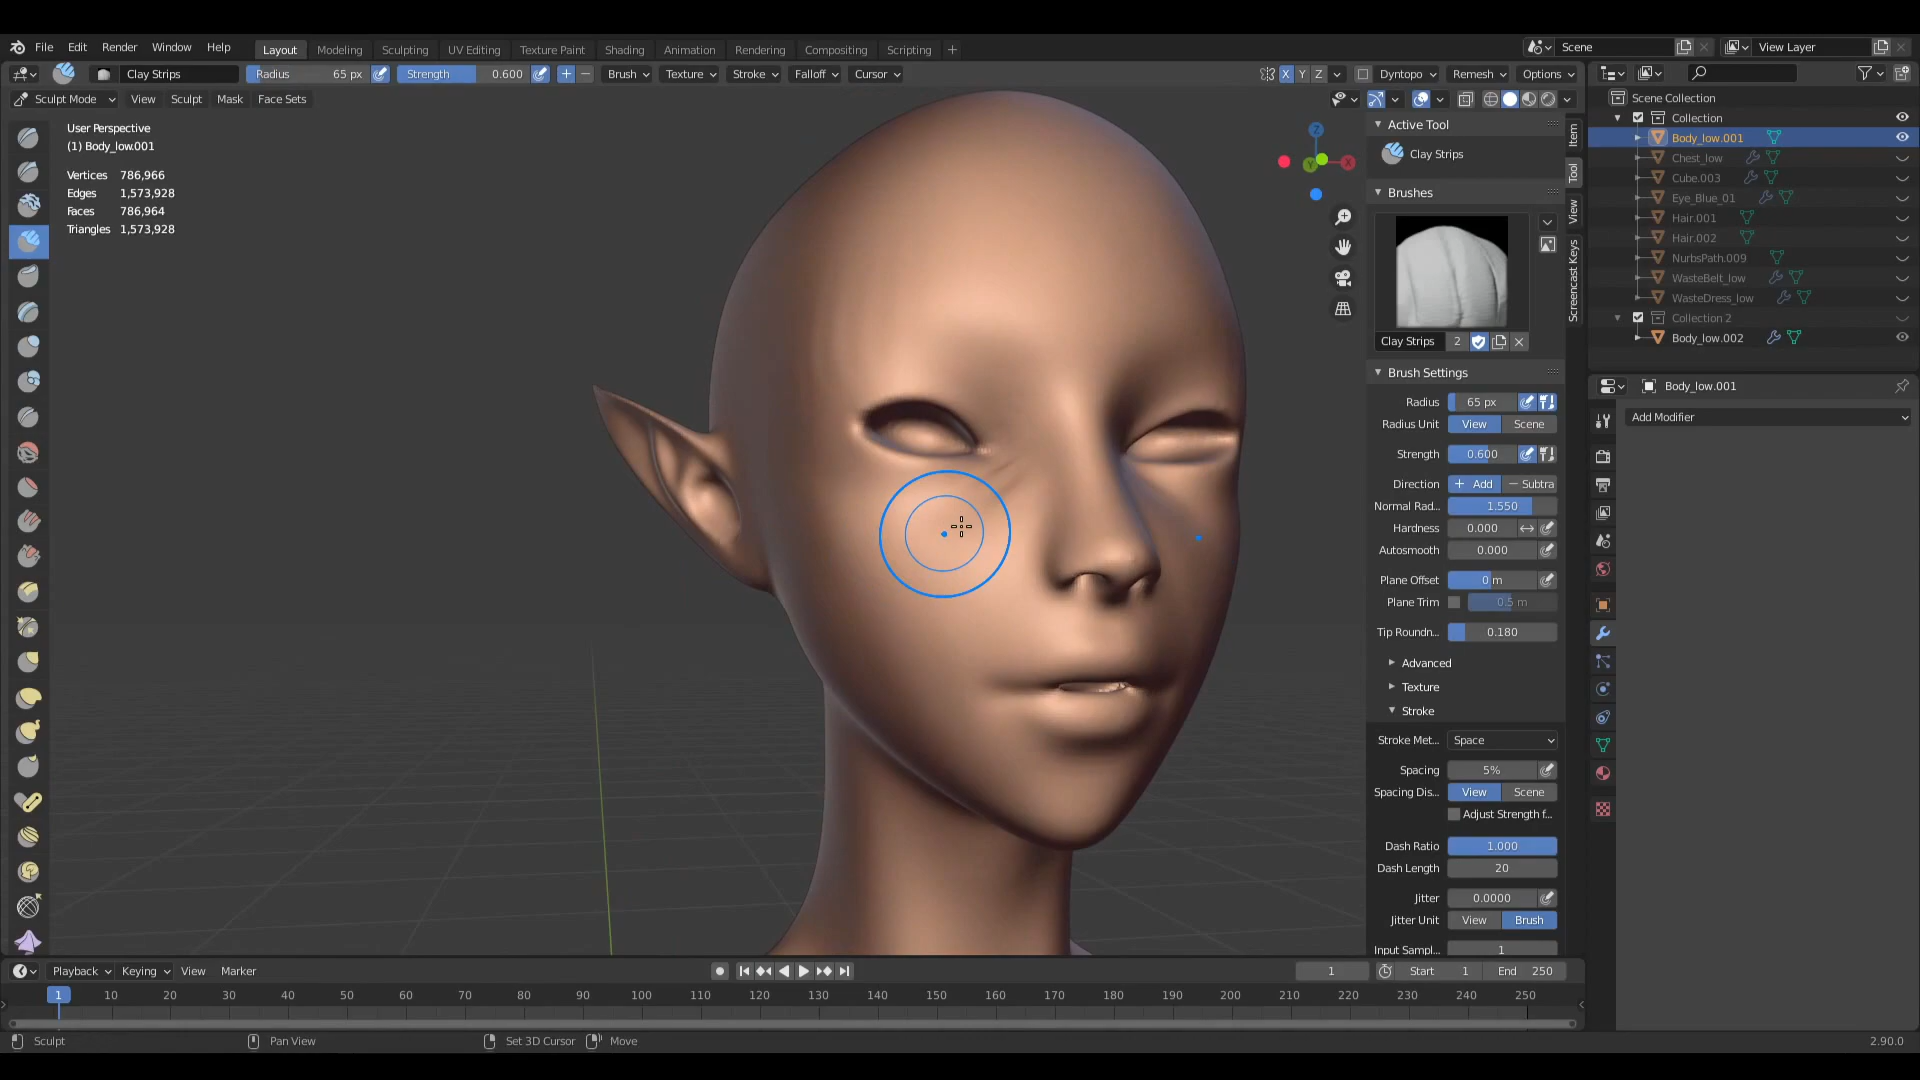 File Edit Render Window Help Layout Modeling Sculpting UV Editing Texture Paint Shading Animation Rendering Compositing Scripting + Scene View Layer
Clay Strips Radius 65 px Strength 0.600 + − Brush Texture Stroke Falloff Cursor X Y Z Dyntopo Remesh Options
Sculpt Mode View Sculpt Mask Face Sets
User Perspective
(1) Body_low.001
Vertices 786,966
Edges 1,573,928
Faces 786,964
Triangles 1,573,928
Z
X
Y
Active Tool
Clay Strips
Brushes
Clay Strips 2
Brush Settings
Radius 65 px
Radius Unit View Scene
Strength 0.600
Direction + Add − Subtra
Normal Rad... 1.550
Hardness 0.000
Autosmooth 0.000
Plane Offset 0 m
Plane Trim 0.5 m
Tip Roundn... 0.180
Advanced
Texture
Stroke
Stroke Met... Space
Spacing 5%
Spacing Dis... View Scene
Adjust Strength f...
Dash Ratio 1.000
Dash Length 20
Jitter 0.0000
Jitter Unit View Brush
Input Sampl... 1
Item
Tool
View
Screencast Keys
Scene Collection
Collection
Body_low.001
Chest_low
Cube.003
Eye_Blue_01
Hair.001
Hair.002
NurbsPath.009
WasteBelt_low
WasteDress_low
Collection 2
Body_low.002
Body_low.001
Add Modifier
Playback Keying View Marker 1 Start 1 End 250
1 10 20 30 40 50 60 70 80 90 100 110 120 130 140 150 160 170 180 190 200 210 220 230 240 250
Sculpt Pan View Set 3D Cursor Move 2.90.0